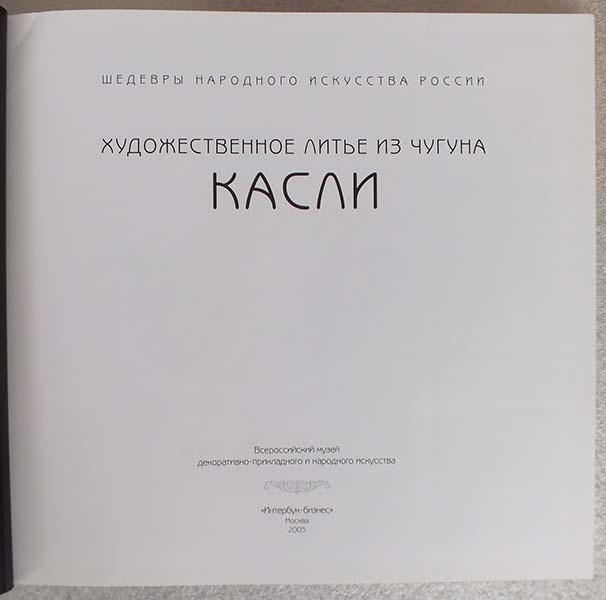 ШЕДЕВРЫ НАРОДНОГО ИСКУССТВА РОССИИ
ХУДОЖЕСТВЕННОЕ ЛИТЬЕ ИЗ ЧУГУНА
КАСЛИ
Всероссийский музей
декоративно-прикладного и народного искусства
«Интербук-бизнес»
Москва
2005